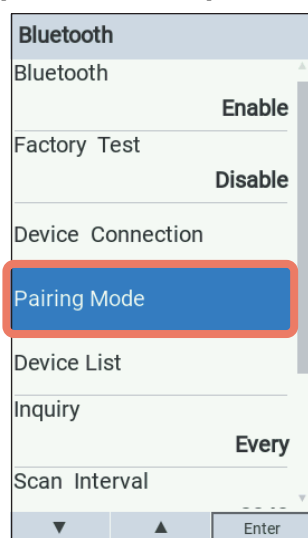 Bluetooth
Bluetooth
Enable
Factory Test
Disable
Device Connection
Pairing Mode
Device List
Inquiry
Every
Scan Interval
Enter